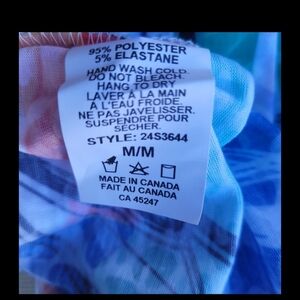 95% POLYESTER
5% ELASTANE
HAND WASH COLD.
DO NOT BLEACH.
HANG TO DRY
LAVER À LA MAIN
À L'EAU FROIDE.
NE PAS JAVELISSER.
SUSPENDRE POUR
SÉCHER.
STYLE: 24S3644
M/M
MADE IN CANADA
FAIT AU CANADA
CA 45247